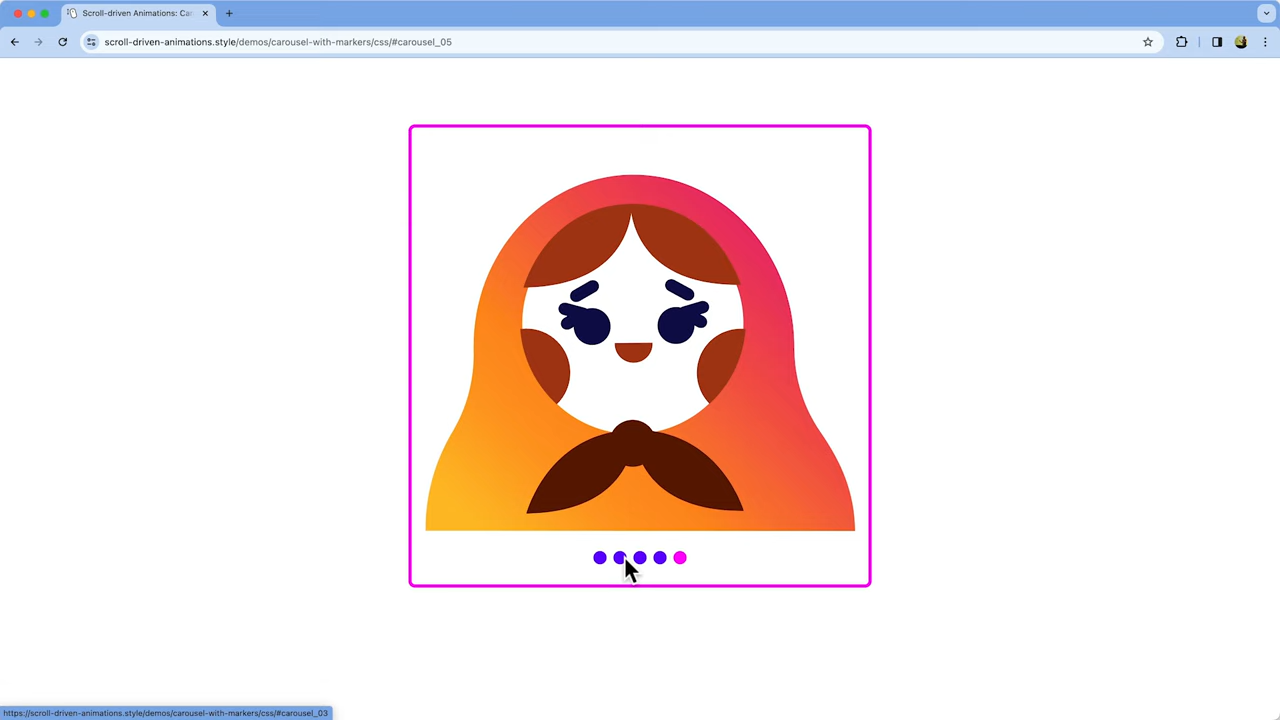 Scroll-driven Animations: Car
scroll-driven-animations.style/demos/carousel-with-markers/css/#carousel_05
https://scroll-driven-animations.style/demos/carousel-with-markers/css/#carousel_03